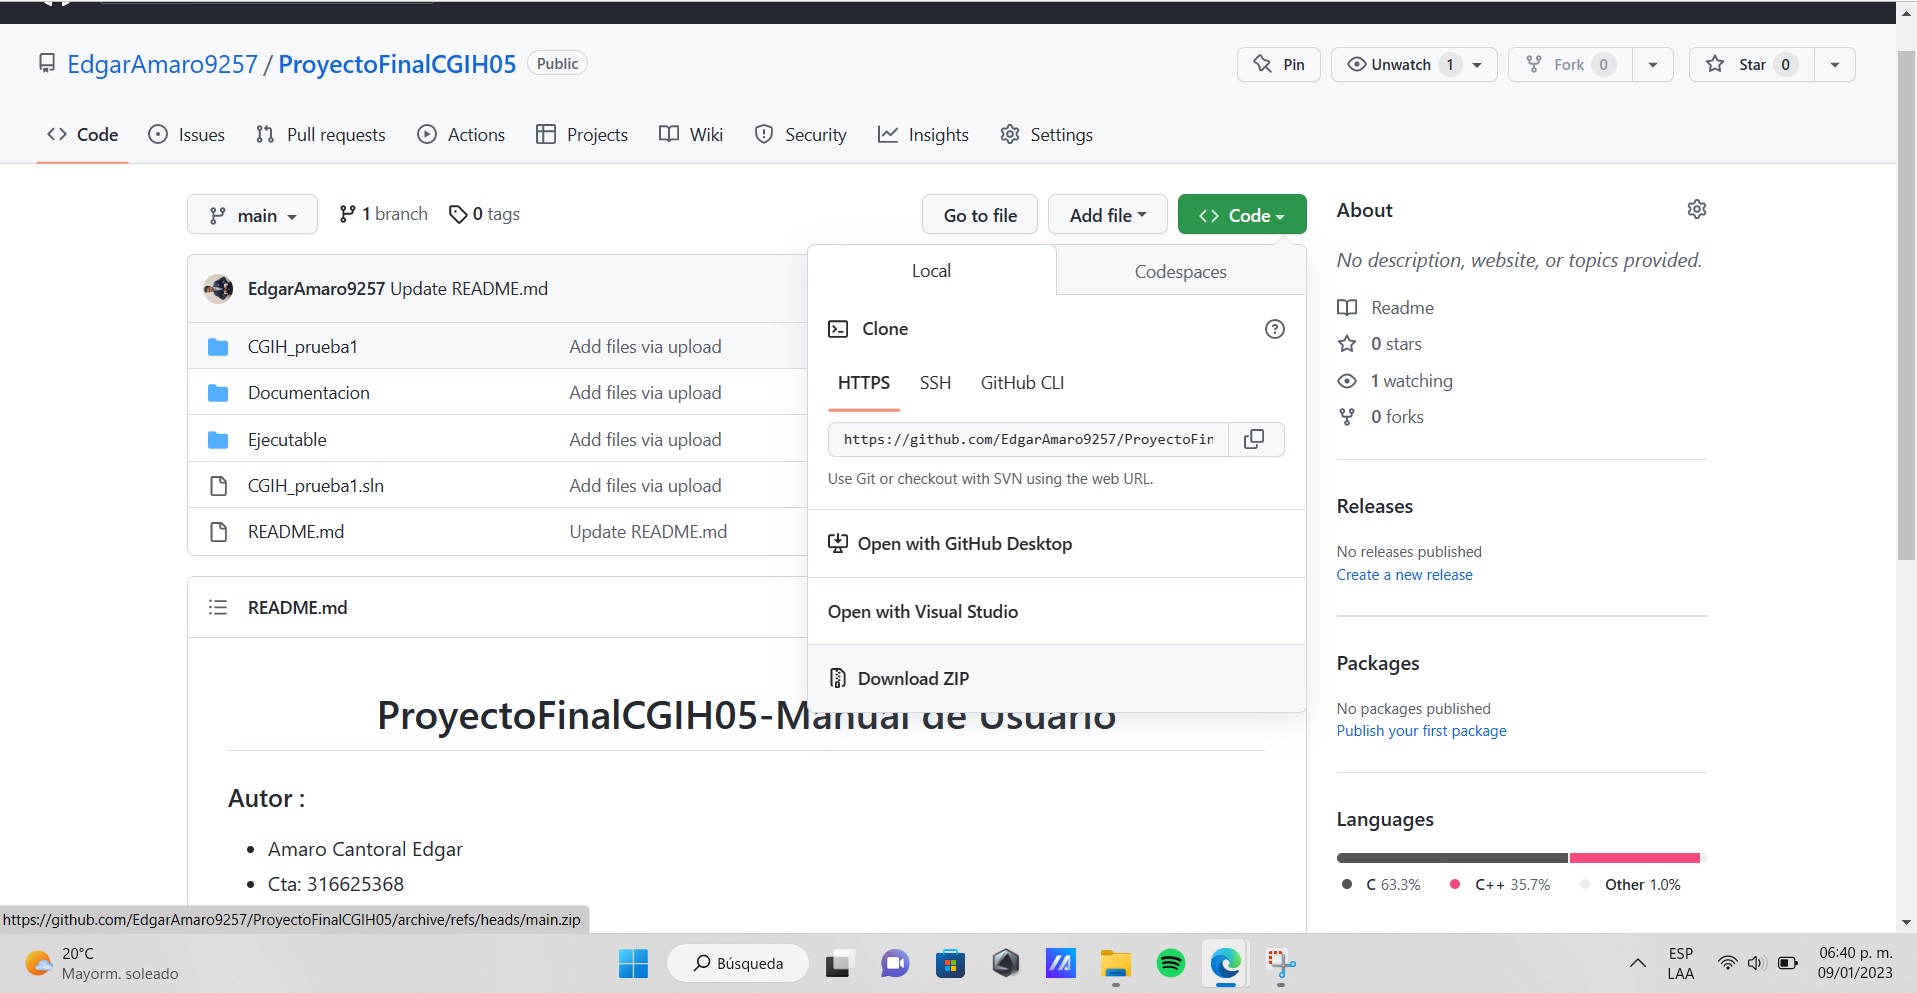 EdgarAmaro9257 / ProyectoFinalCGIH05 Public
Pin
Unwatch 1
Fork 0
Star 0
Code
Issues
Pull requests
Actions
Projects
Wiki
Security
Insights
Settings
main
1 branch
0 tags
Go to file
Add file
Code
EdgarAmaro9257 Update README.md
CGIH_prueba1 Add files via upload
Documentacion Add files via upload
Ejecutable Add files via upload
CGIH_prueba1.sln Add files via upload
README.md Update README.md
Local
Codespaces
Clone
HTTPS SSH GitHub CLI
https://github.com/EdgarAmaro9257/ProyectoFin
Use Git or checkout with SVN using the web URL.
Open with GitHub Desktop
Open with Visual Studio
Download ZIP
README.md
ProyectoFinalCGIH05-Manual de Usuario
Autor :
Amaro Cantoral Edgar
Cta: 316625368
About
No description, website, or topics provided.
Readme
0 stars
1 watching
0 forks
Releases
No releases published
Create a new release
Packages
No packages published
Publish your first package
Languages
C 63.3% C++ 35.7% Other 1.0%
https://github.com/EdgarAmaro9257/ProyectoFinalCGIH05/archive/refs/heads/main.zip
20°C
Mayorm. soleado
Búsqueda
ESP
LAA
06:40 p. m.
09/01/2023